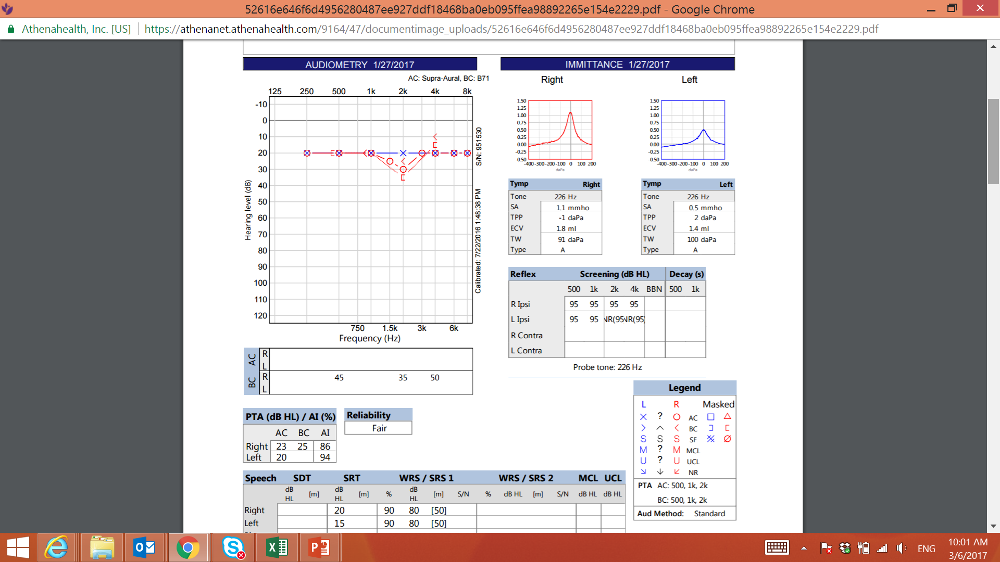 52616e646f6d4956280487ee927ddf18468ba0eb095ffea98892265e154e2229.pdf - Google Chrome
Athenahealth, Inc. [US] https://athenanet.athenahealth.com/9164/47/documentimage_uploads/52616e646f6d4956280487ee927ddf18468ba0eb095ffea98892265e154e2229.pdf
AUDIOMETRY 1/27/2017
AC: Supra-Aural, BC: B71
125 250 500 1k 2k 4k 8k
-10
0
10
20
30
40
50
60
70
80
90
100
110
120
Hearing level (dB)
750 1.5k 3k 6k
Frequency (Hz)
S/N: 951530
Calibrated: 7/22/2016 1:48:38 PM
AC R
L
BC R 45 35 50
L
PTA (dB HL) / AI (%)
AC BC AI
Right 23 25 86
Left 20 94
Reliability
Fair
IMMITTANCE 1/27/2017
Right Left
1.50
1.25
1.00
0.75
0.50
0.25
0.00
-0.25
-0.50
-400 -300 -200 -100 0 100 200
daPa
1.50
1.25
1.00
0.75
0.50
0.25
0.00
-0.25
-0.50
-400 -300 -200 -100 0 100 200
daPa
Tymp Right
Tone 226 Hz
SA 1.1 mmho
TPP -1 daPa
ECV 1.8 ml
TW 91 daPa
Type A
Tymp Left
Tone 226 Hz
SA 0.5 mmho
TPP 2 daPa
ECV 1.4 ml
TW 100 daPa
Type A
Reflex Screening (dB HL) Decay (s)
500 1k 2k 4k BBN 500 1k
R Ipsi 95 95 95 95
L Ipsi 95 95 NR(95 NR(95)
R Contra
L Contra
Probe tone: 226 Hz
Legend
L R Masked
? AC
BC
S S S SF
M ? M MCL
U ? U UCL
NR
PTA AC: 500, 1k, 2k
BC: 500, 1k, 2k
Aud Method: Standard
Speech SDT SRT WRS / SRS 1 WRS / SRS 2 MCL UCL
dB HL [m] dB HL [m] % dB HL [m] S/N % dB HL [m] S/N dB HL dB HL
Right 20 90 80 [50]
Left 15 90 80 [50]
ENG
10:01 AM
3/6/2017